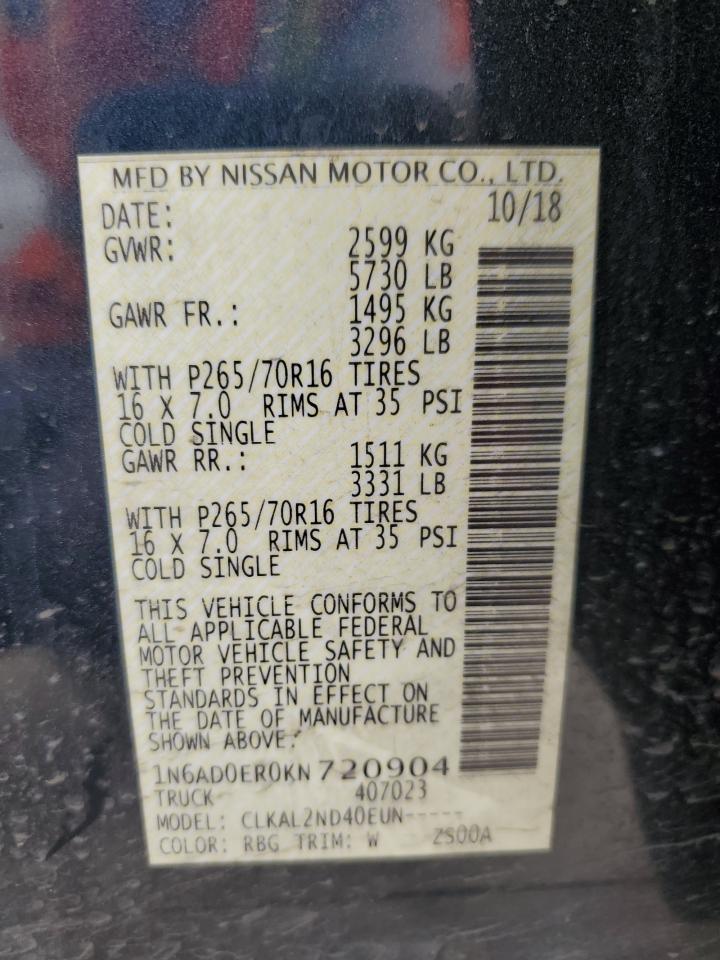 MFD BY NISSAN MOTOR CO., LTD.
DATE: 10/18
GVWR: 2599 KG
5730 LB
GAWR FR.: 1495 KG
3296 LB
WITH P265/70R16 TIRES
16 X 7.0 RIMS AT 35 PSI
COLD SINGLE
GAWR RR.: 1511 KG
3331 LB
WITH P265/70R16 TIRES
16 X 7.0 RIMS AT 35 PSI
COLD SINGLE
THIS VEHICLE CONFORMS TO
ALL APPLICABLE FEDERAL
MOTOR VEHICLE SAFETY AND
THEFT PREVENTION
STANDARDS IN EFFECT ON
THE DATE OF MANUFACTURE
SHOWN ABOVE.
1N6AD0ER0KN720904
TRUCK 407023
MODEL: CLKAL2ND40EUN-----
COLOR: RBG TRIM: W ZS00A